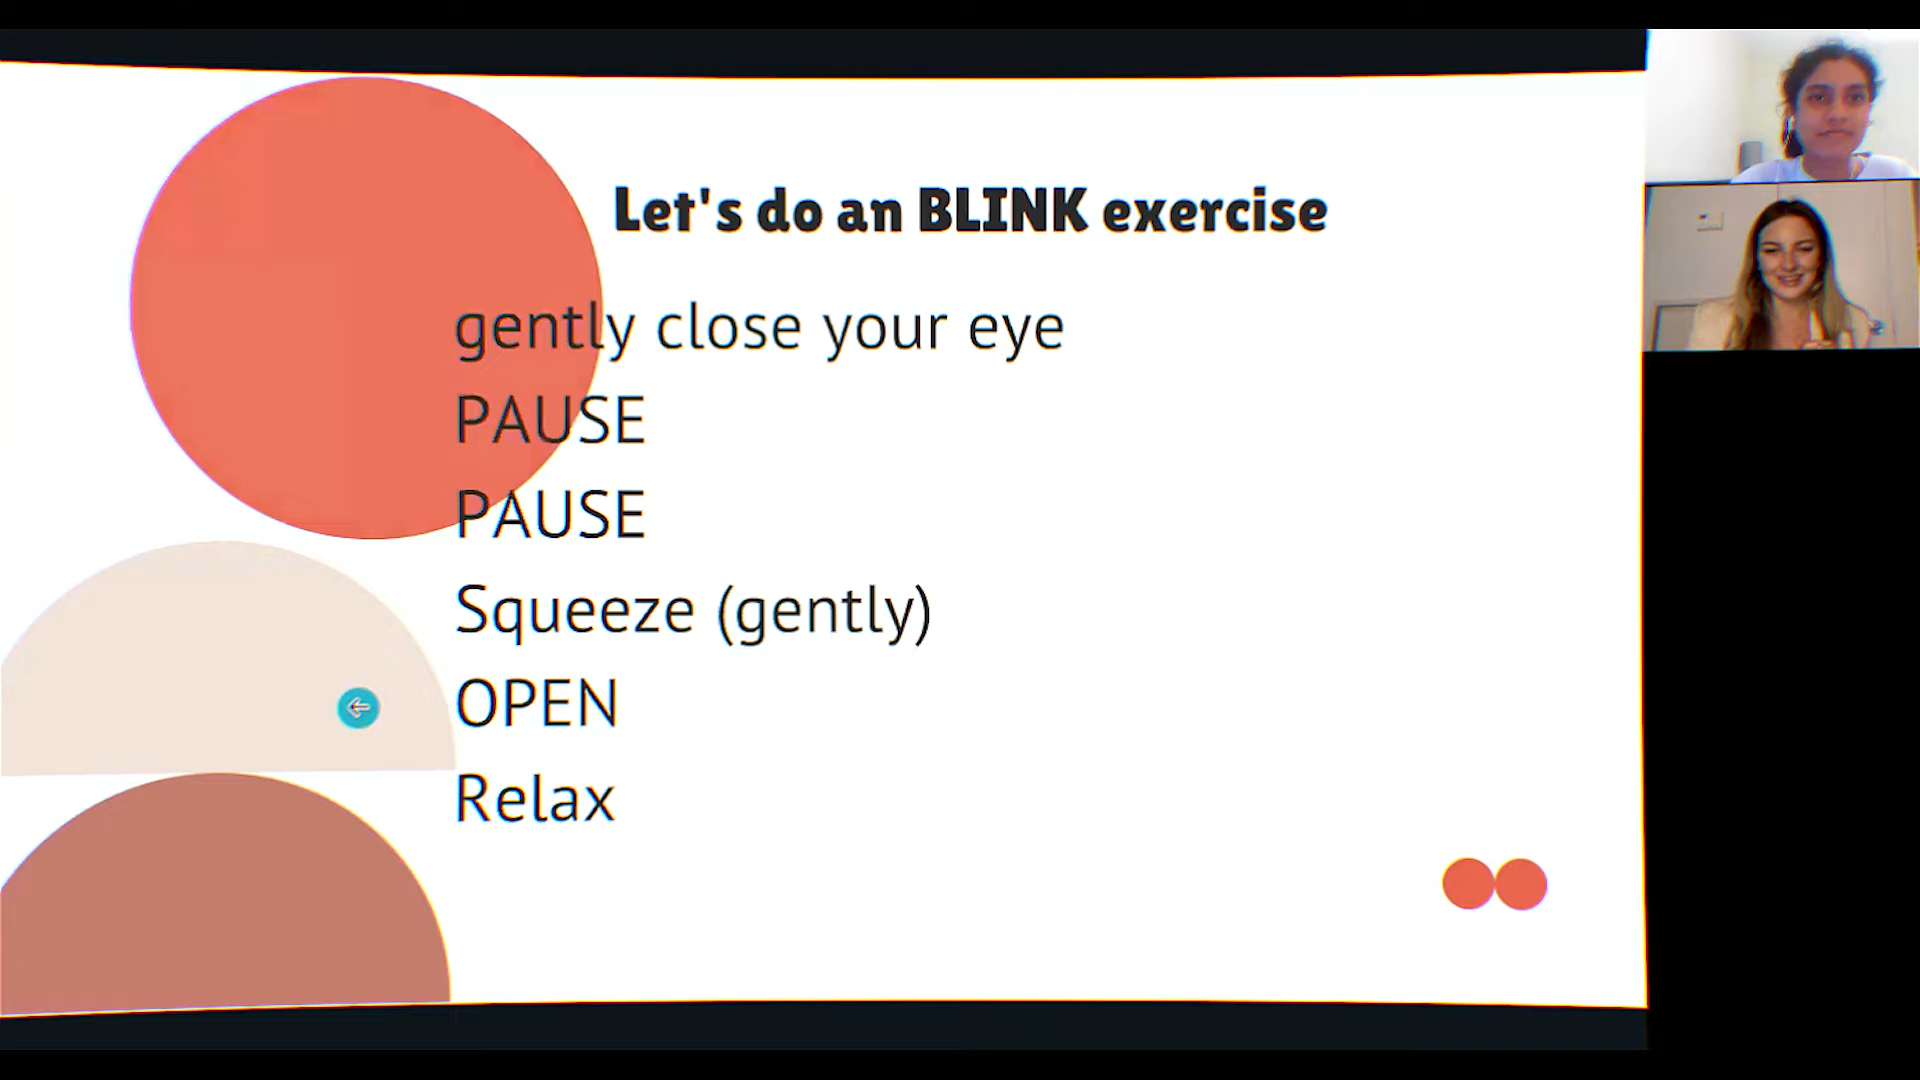 Let's do an BLINK exercise
gently close your eye
PAUSE
PAUSE
Squeeze (gently)
OPEN
Relax